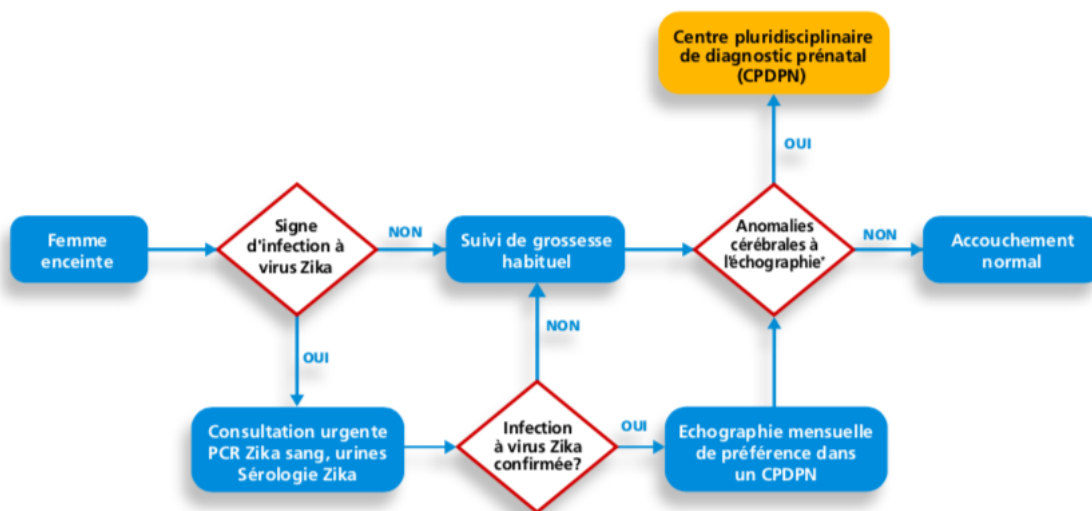 Centre pluridisciplinaire
de diagnostic prénatal
(CPDPN)
OUI
Femme
enceinte
Signe
d'infection à
virus Zika
NON
Suivi de grossesse
habituel
Anomalies
cérébrales à
l'échographie*
NON
Accouchement
normal
OUI
NON
Consultation urgente
PCR Zika sang, urines
Sérologie Zika
Infection
à virus Zika
confirmée?
OUI
Echographie mensuelle
de préférence dans
un CPDPN